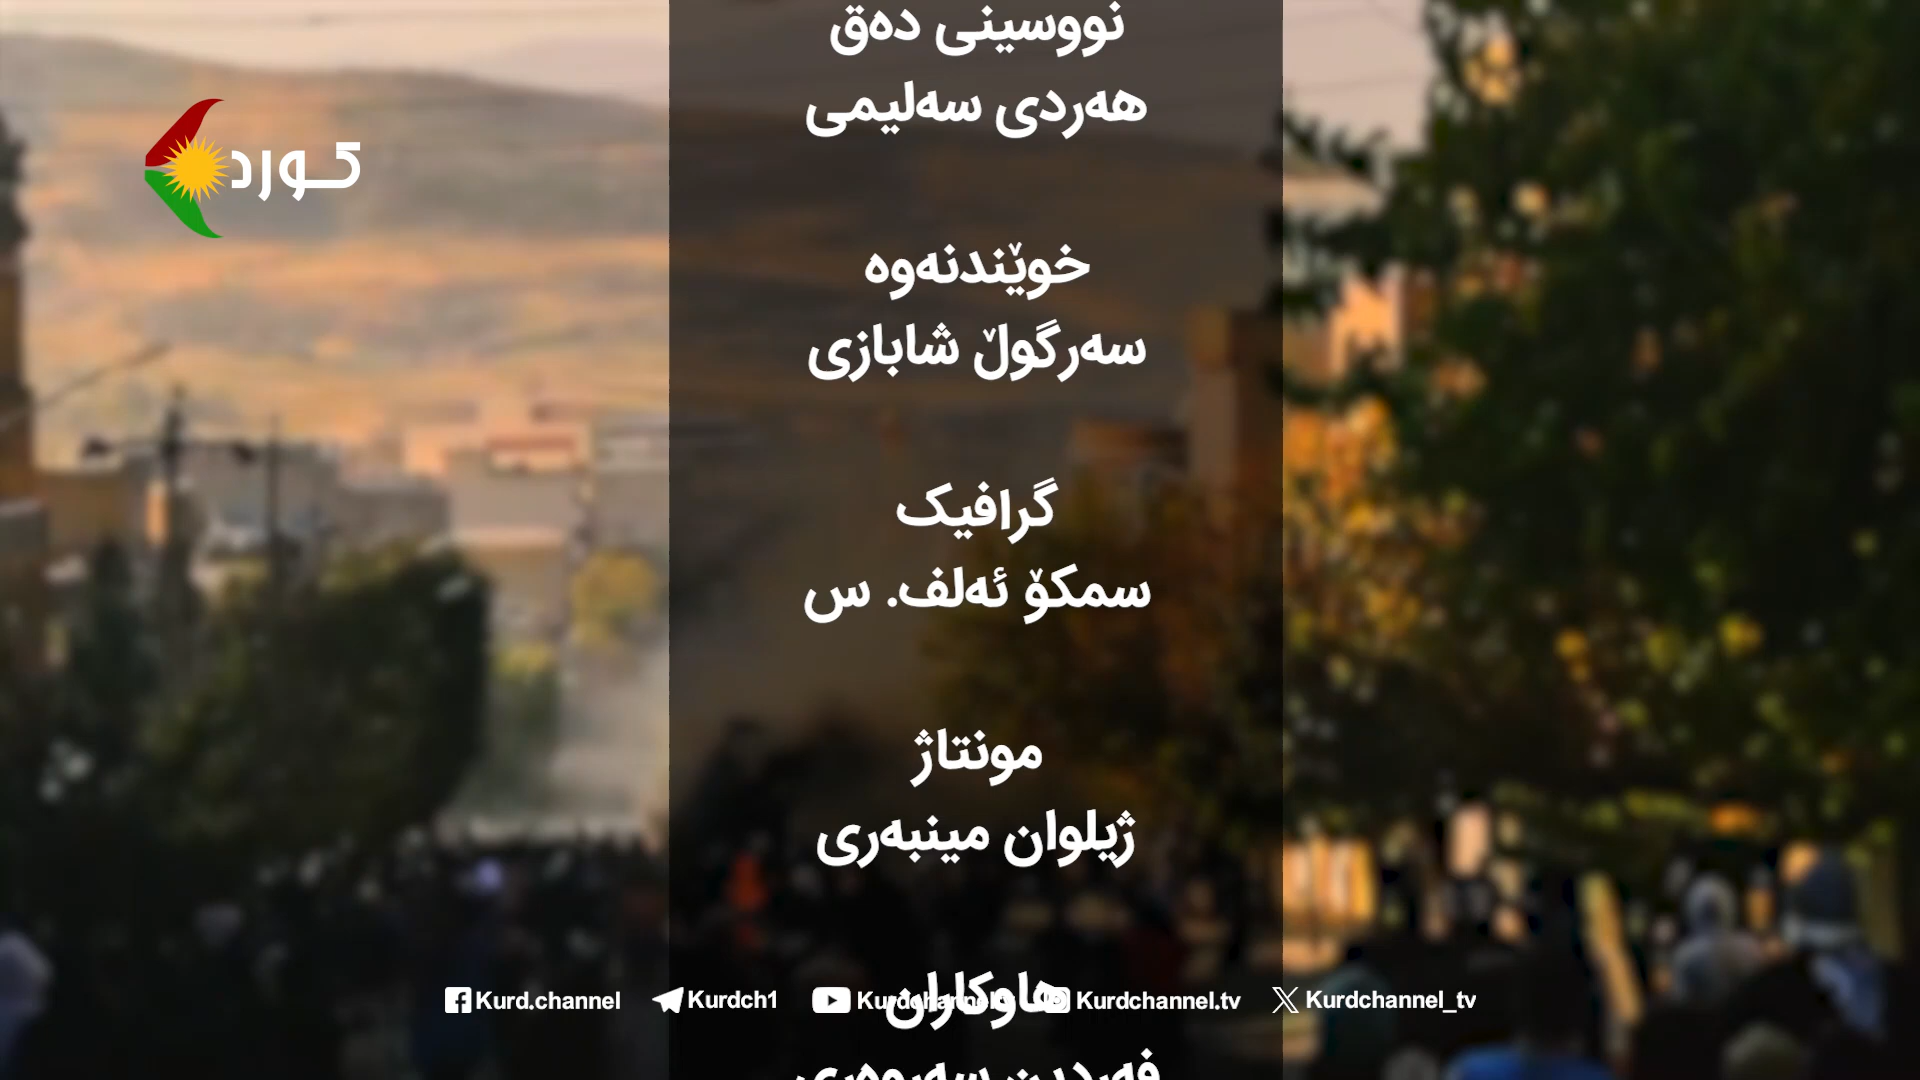 نووسینی دەق
هەردی سەلیمی
کورد
خوێندنەوە
سەرگوڵ شابازی
گرافیک
سمکۆ ئەلف. س
مونتاژ
ژیلوان مینبەری
هاوکاران
Kurd.channel
Kurdch1
Kurdchannel.tv
Kurdchannel_tv